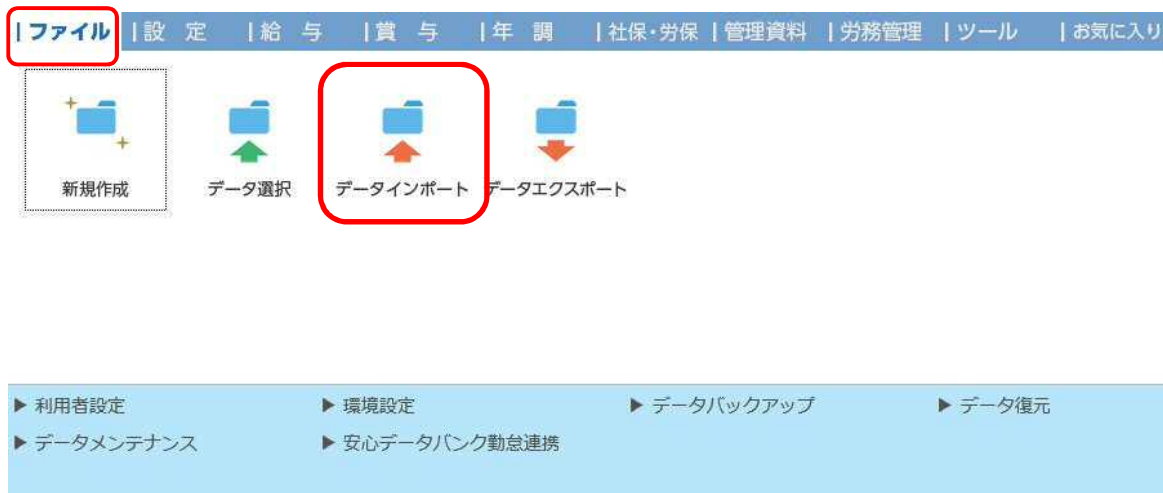 |ファイル |設 定 |給 与 |賞 与 |年 調 |社保・労保 |管理資料 |労務管理 |ツール |お気に入り
新規作成 データ選択 データインポート データエクスポート
▶ 利用者設定 ▶ 環境設定 ▶ データバックアップ ▶ データ復元
▶ データメンテナンス ▶ 安心データバンク勤怠連携